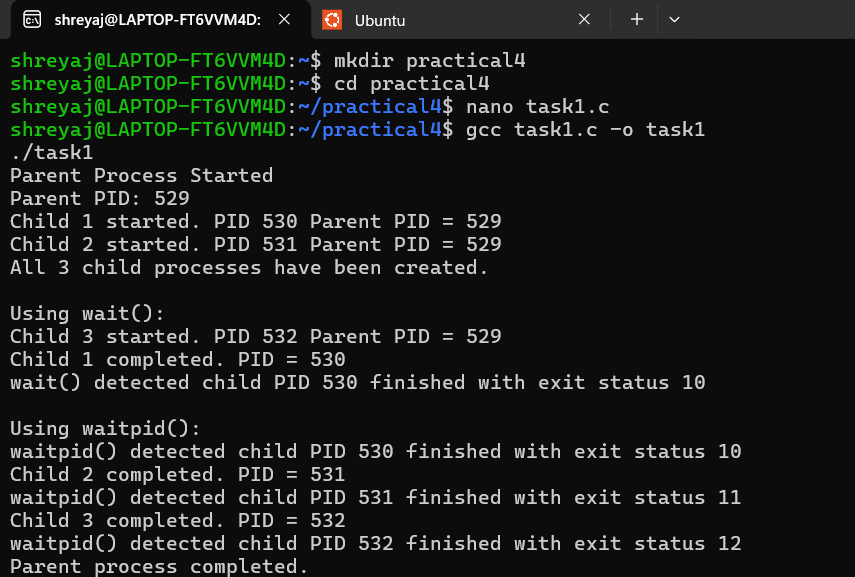 shreyaj@LAPTOP-FT6VVM4D:
Ubuntu
shreyaj@LAPTOP-FT6VVM4D:~$ mkdir practical4
shreyaj@LAPTOP-FT6VVM4D:~$ cd practical4
shreyaj@LAPTOP-FT6VVM4D:~/practical4$ nano task1.c
shreyaj@LAPTOP-FT6VVM4D:~/practical4$ gcc task1.c -o task1
./task1
Parent Process Started
Parent PID: 529
Child 1 started. PID 530 Parent PID = 529
Child 2 started. PID 531 Parent PID = 529
All 3 child processes have been created.

Using wait():
Child 3 started. PID 532 Parent PID = 529
Child 1 completed. PID = 530
wait() detected child PID 530 finished with exit status 10

Using waitpid():
waitpid() detected child PID 530 finished with exit status 10
Child 2 completed. PID = 531
waitpid() detected child PID 531 finished with exit status 11
Child 3 completed. PID = 532
waitpid() detected child PID 532 finished with exit status 12
Parent process completed.